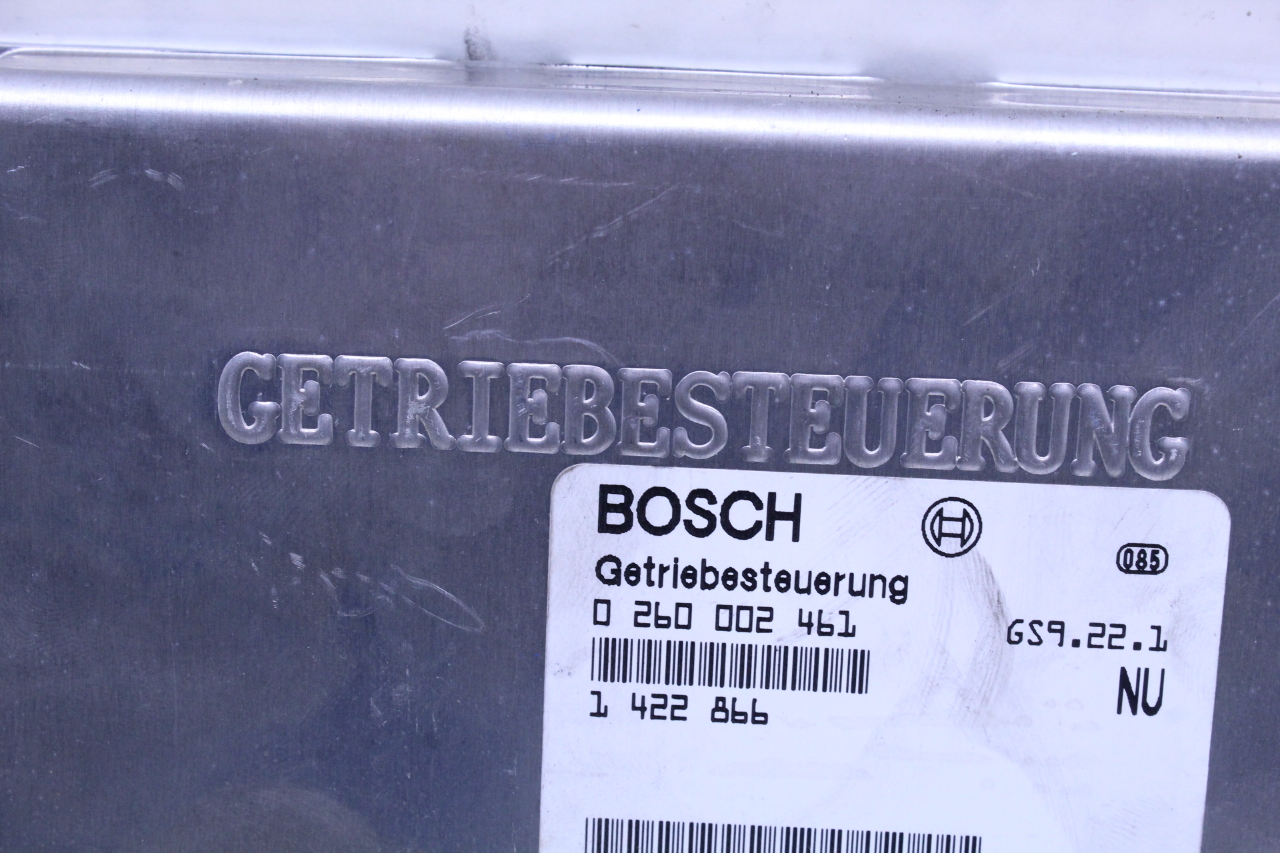 GETRIEBESTEUERUNG
BOSCH
085
Getriebesteuerung
0 260 002 461
GS9.22.1
NU
1 422 866